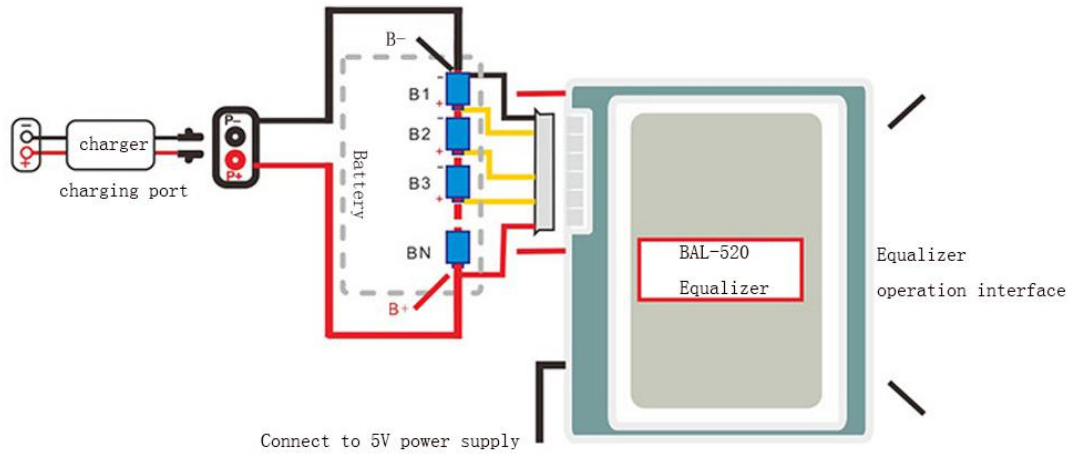 B-
B1
P-
charger
B2
P+
charging port
Battery
B3
BN
B+
BAL-520
Equalizer
Equalizer
operation interface
Connect to 5V power supply